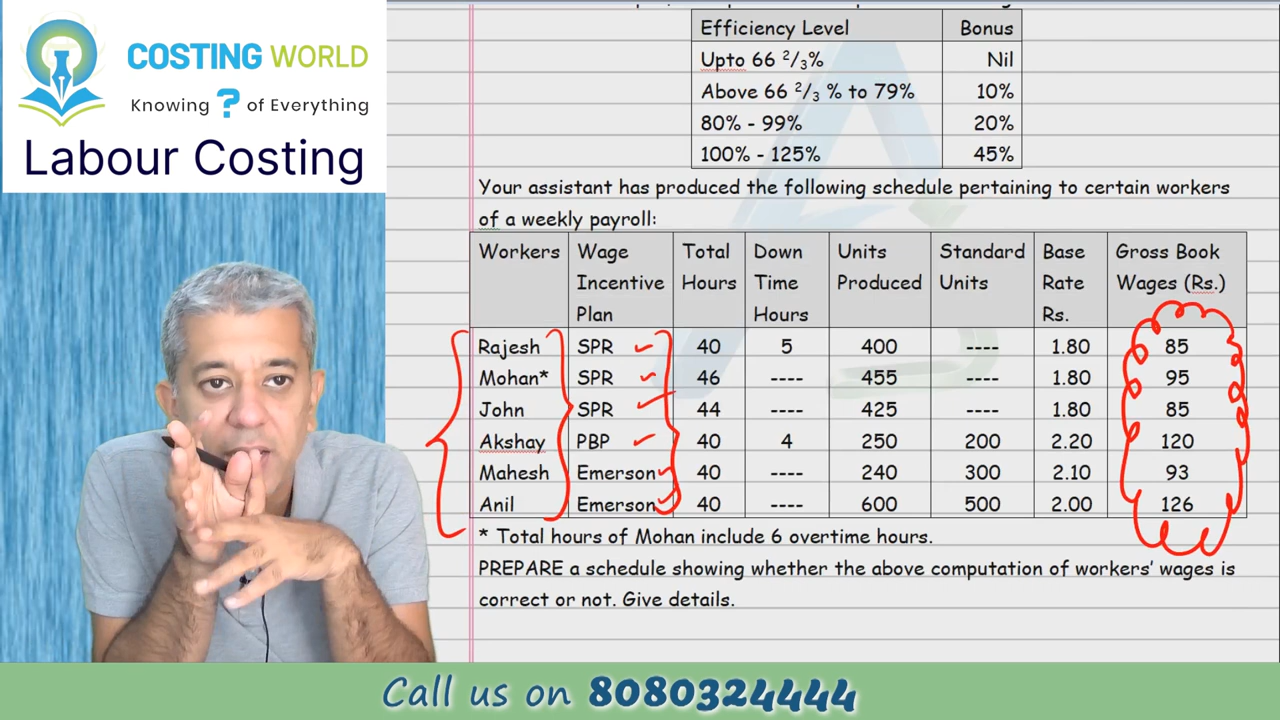 COSTING WORLD
Knowing ? of Everything
Labour Costing
Efficiency Level Bonus
Upto 66 2/3% Nil
Above 66 2/3 % to 79% 10%
80% - 99% 20%
100% - 125% 45%
Your assistant has produced the following schedule pertaining to certain workers
of a weekly payroll:
Workers Wage Incentive Plan Total Hours Down Time Hours Units Produced Standard Units Base Rate Rs. Gross Book Wages (Rs.)
Rajesh SPR 40 5 400 ---- 1.80 85
Mohan* SPR 46 ---- 455 ---- 1.80 95
John SPR 44 ---- 425 ---- 1.80 85
Akshay PBP 40 4 250 200 2.20 120
Mahesh Emerson 40 ---- 240 300 2.10 93
Anil Emerson 40 ---- 600 500 2.00 126
* Total hours of Mohan include 6 overtime hours.
PREPARE a schedule showing whether the above computation of workers' wages is
correct or not. Give details.
Call us on 8080324444